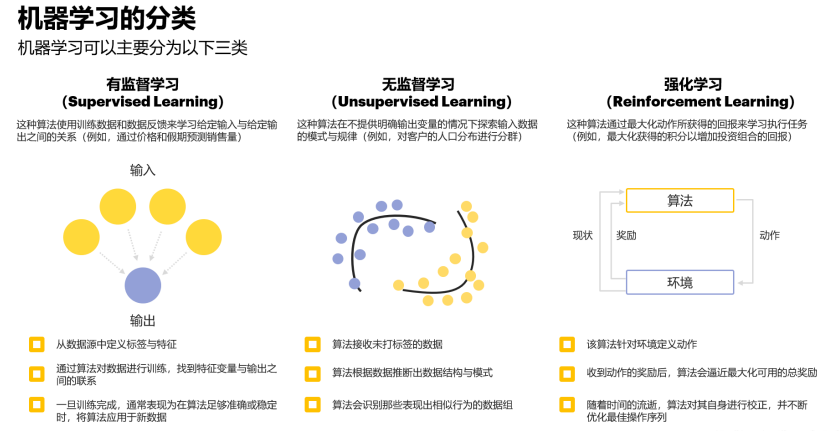 机器学习的分类
机器学习可以主要分为以下三类
有监督学习
（Supervised Learning）
这种算法使用训练数据和数据反馈来学习给定输入与给定输
出之间的关系（例如，通过价格和假期预测销售量）
输入
输出
从数据源中定义标签与特征
通过算法对数据进行训练，找到特征变量与输出之
间的联系
一旦训练完成，通常表现为在算法足够准确或稳定
时，将算法应用于新数据
无监督学习
（Unsupervised Learning）
这种算法在不提供明确输出变量的情况下探索输入数据
的模式与规律（例如，对客户的人口分布进行分群）
算法接收未打标签的数据
算法根据数据推断出数据结构与模式
算法会识别那些表现出相似行为的数据组
强化学习
（Reinforcement Learning）
这种算法通过最大化动作所获得的回报来学习执行任务
（例如，最大化获得的积分以增加投资组合的回报）
算法
现状
奖励
动作
环境
该算法针对环境定义动作
收到动作的奖励后，算法会逼近最大化可用的总奖励
随着时间的流逝，算法对其自身进行校正，并不断
优化最佳操作序列